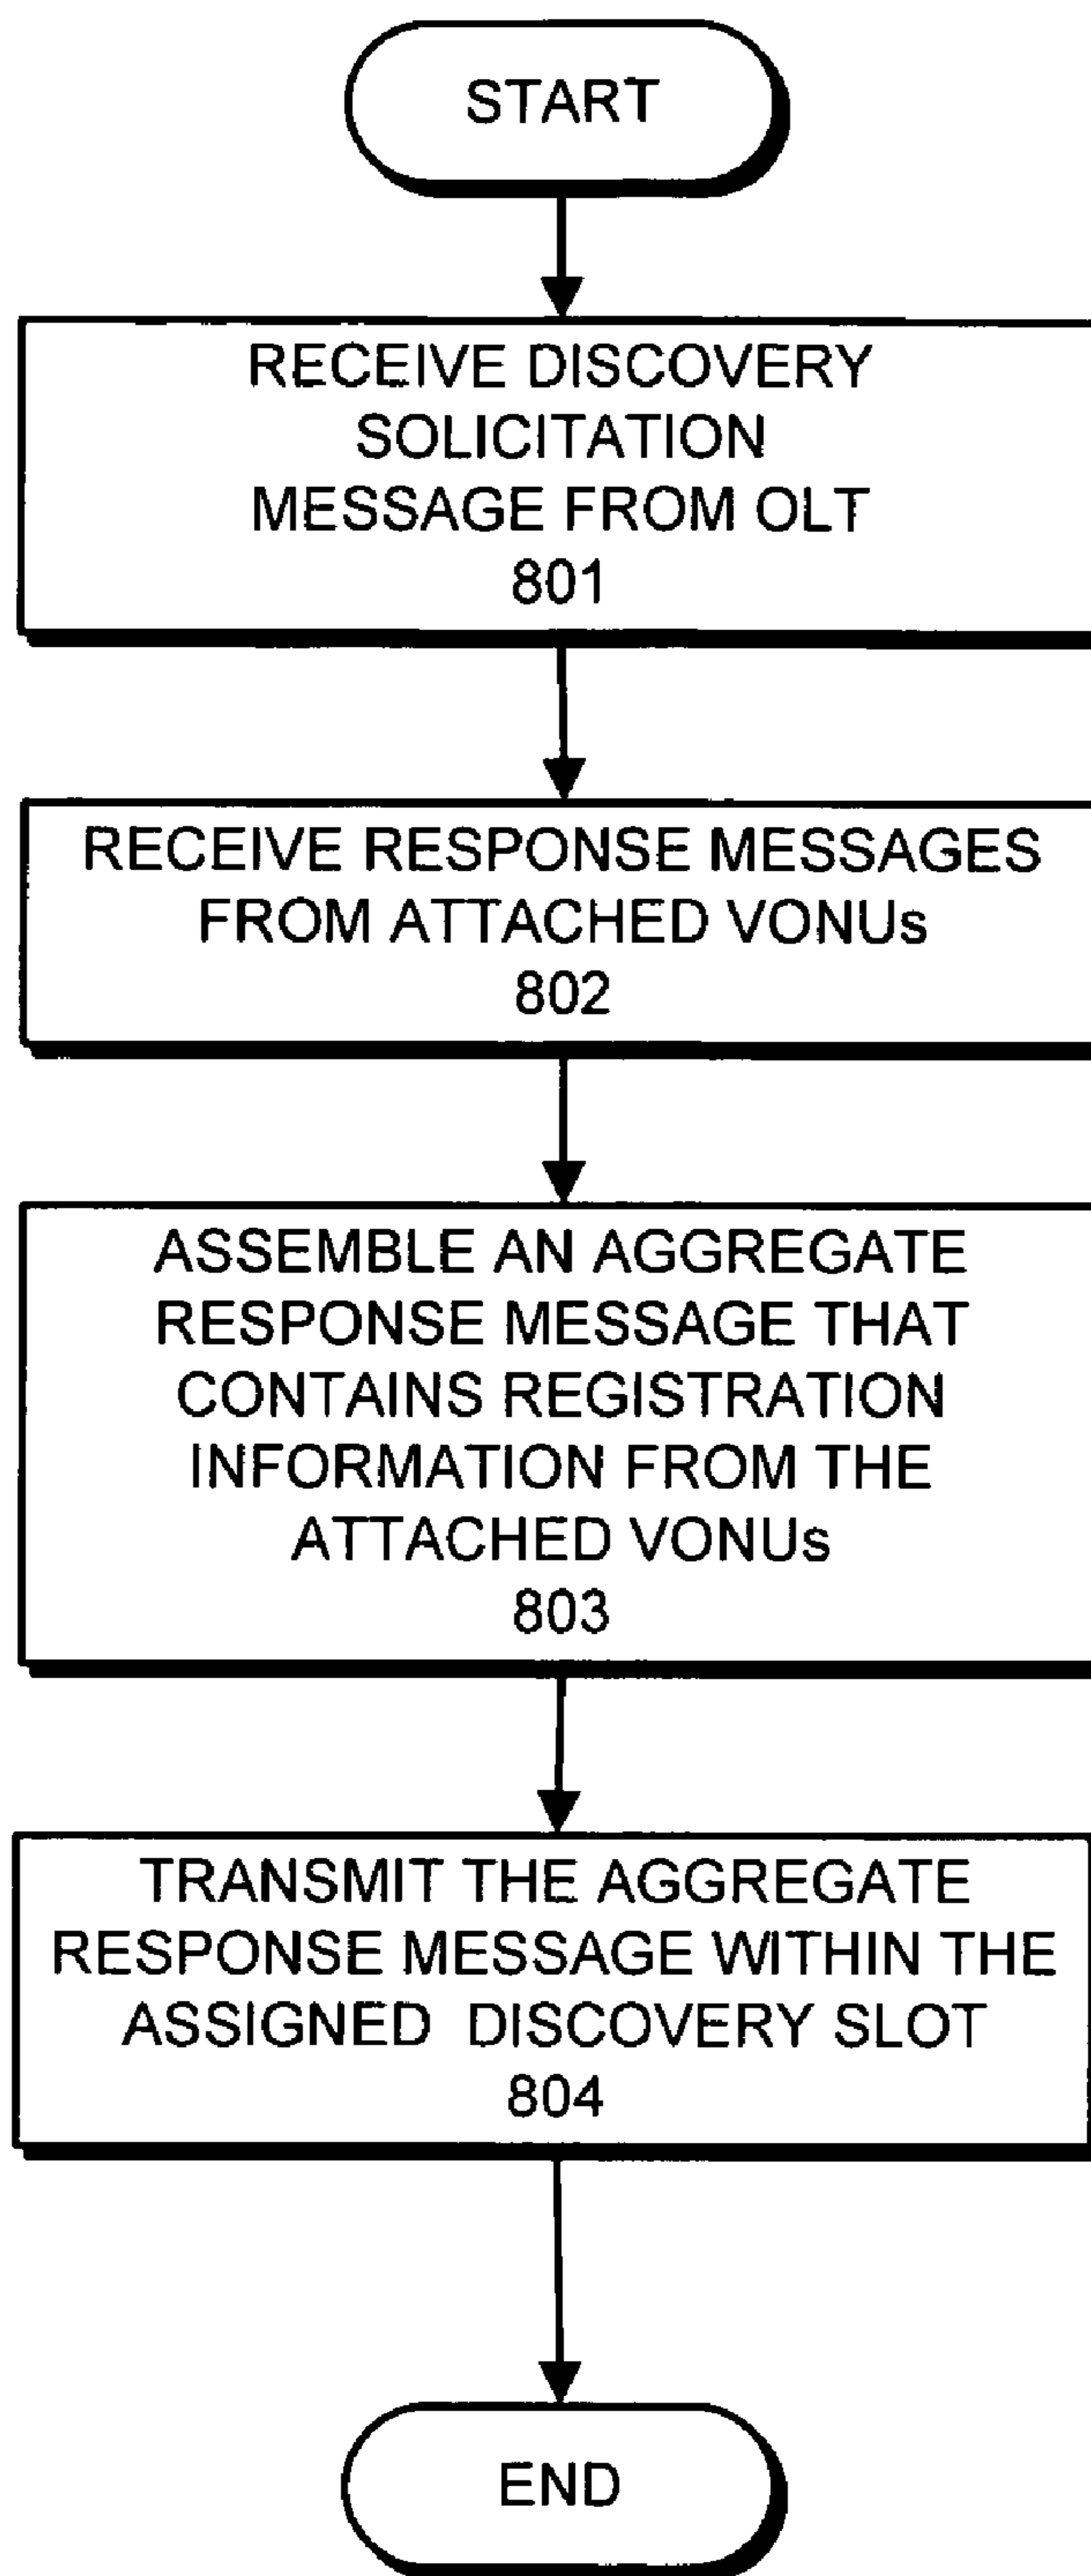 START
RECEIVE DISCOVERY
SOLICITATION
MESSAGE FROM OLT
801
RECEIVE RESPONSE MESSAGES
FROM ATTACHED VONUs
802
ASSEMBLE AN AGGREGATE
RESPONSE MESSAGE THAT
CONTAINS REGISTRATION
INFORMATION FROM THE
ATTACHED VONUs
803
TRANSMIT THE AGGREGATE
RESPONSE MESSAGE WITHIN THE
ASSIGNED DISCOVERY SLOT
804
END